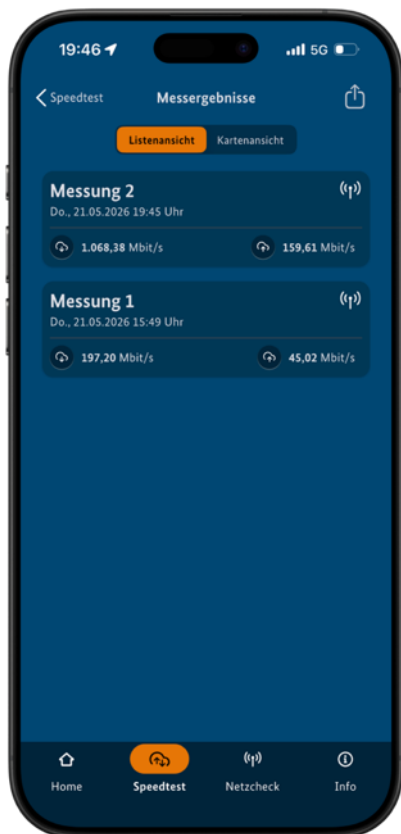 19:46
5G
Speedtest
Messergebnisse
Listenansicht
Kartenansicht
Messung 2
Do., 21.05.2026 19:45 Uhr
1.068,38 Mbit/s
159,61 Mbit/s
Messung 1
Do., 21.05.2026 15:49 Uhr
197,20 Mbit/s
45,02 Mbit/s
Home
Speedtest
Netzcheck
Info